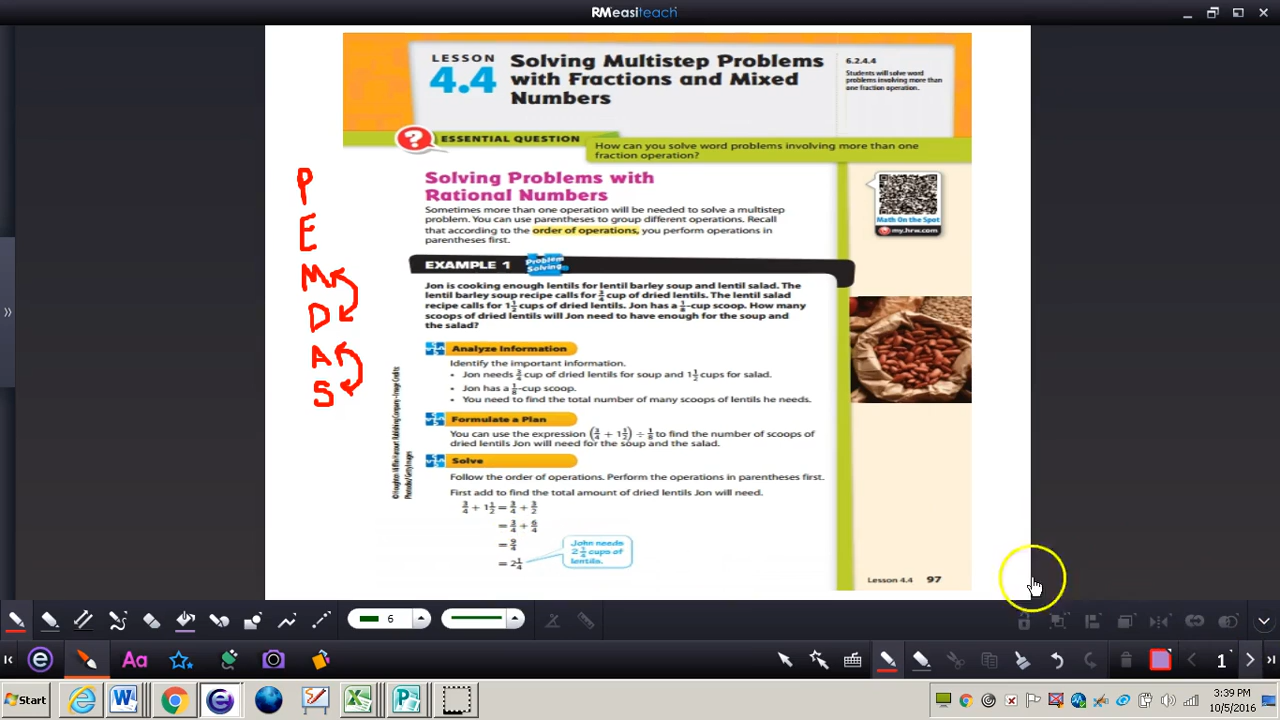 RMeasiteach
LESSON
4.4
Solving Multistep Problems
with Fractions and Mixed
Numbers
6.2.4.4
Students will solve word
problems involving more than
one fraction operation.
?
ESSENTIAL QUESTION
How can you solve word problems involving more than one
fraction operation?
P
E
M
D
A
S
Solving Problems with
Rational Numbers
Sometimes more than one operation will be needed to solve a multistep
problem. You can use parentheses to group different operations. Recall
that according to the order of operations, you perform operations in
parentheses first.
Math On the Spot
my.hrw.com
EXAMPLE 1 Problem Solving
Jon is cooking enough lentils for lentil barley soup and lentil salad. The
lentil barley soup recipe calls for 3/4 cup of dried lentils. The lentil salad
recipe calls for 1 1/2 cups of dried lentils. Jon has a 1/8-cup scoop. How many
scoops of dried lentils will Jon need to have enough for the soup and
the salad?
Analyze Information
Identify the important information.
• Jon needs 3/4 cup of dried lentils for soup and 1 1/2 cups for salad.
• Jon has a 1/8-cup scoop.
• You need to find the total number of many scoops of lentils he needs.
Formulate a Plan
You can use the expression (3/4 + 1 1/2) ÷ 1/8 to find the number of scoops of
dried lentils Jon will need for the soup and the salad.
Solve
Follow the order of operations. Perform the operations in parentheses first.
First add to find the total amount of dried lentils Jon will need.
3/4 + 1 1/2 = 3/4 + 3/2
= 3/4 + 6/4
= 9/4
= 2 1/4
John needs
2 1/4 cups of
lentils.
© Houghton Mifflin Harcourt Publishing Company • Image Credits
Photodisc/Getty Images
Lesson 4.4 97
6
Aa
1
Start
3:59 PM
10/5/2016